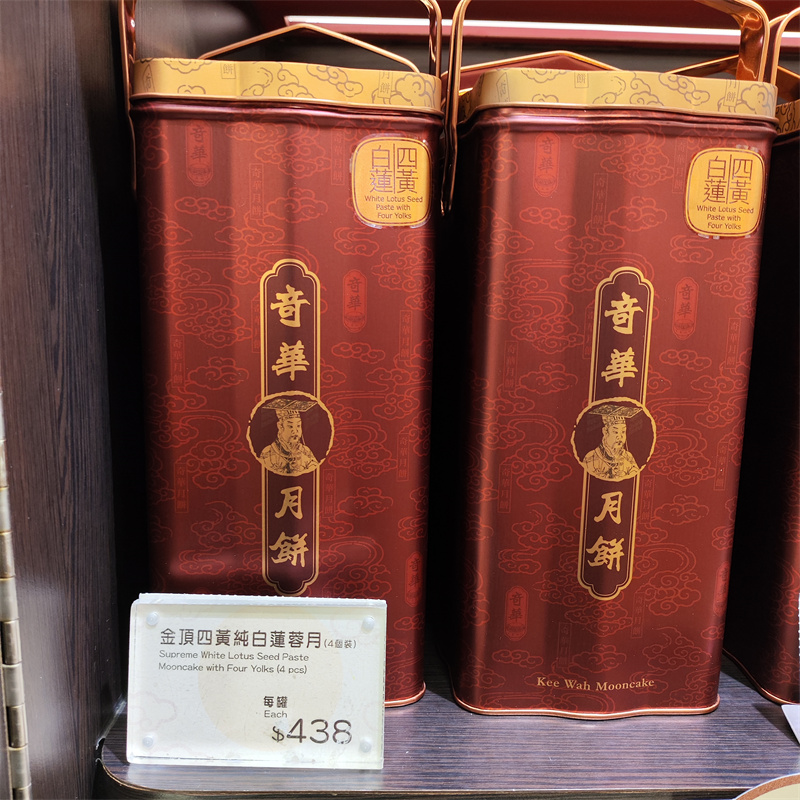 白蓮四黃
White Lotus Seed
Paste with
Four Yolks
奇華月餅
白蓮四黃
White Lotus Seed
Paste with
Four Yolks
奇華月餅
Kee Wah Mooncake
金頂四黃純白蓮蓉月(4個裝)
Supreme White Lotus Seed Paste
Mooncake with Four Yolks (4 pcs)
每罐
Each
$438